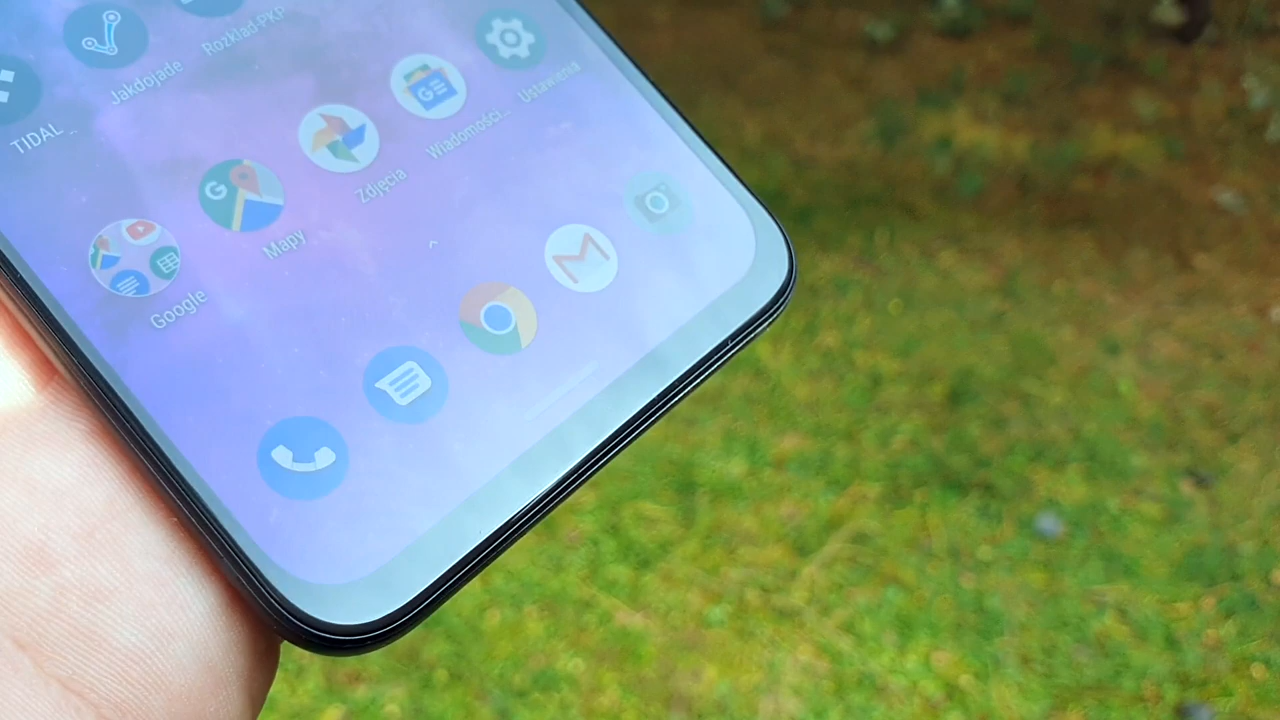 Rozkład-PKP
Jakdojade
TIDAL ..
Ustawienia
Wiadomości...
Zdjęcia
Mapy
Google